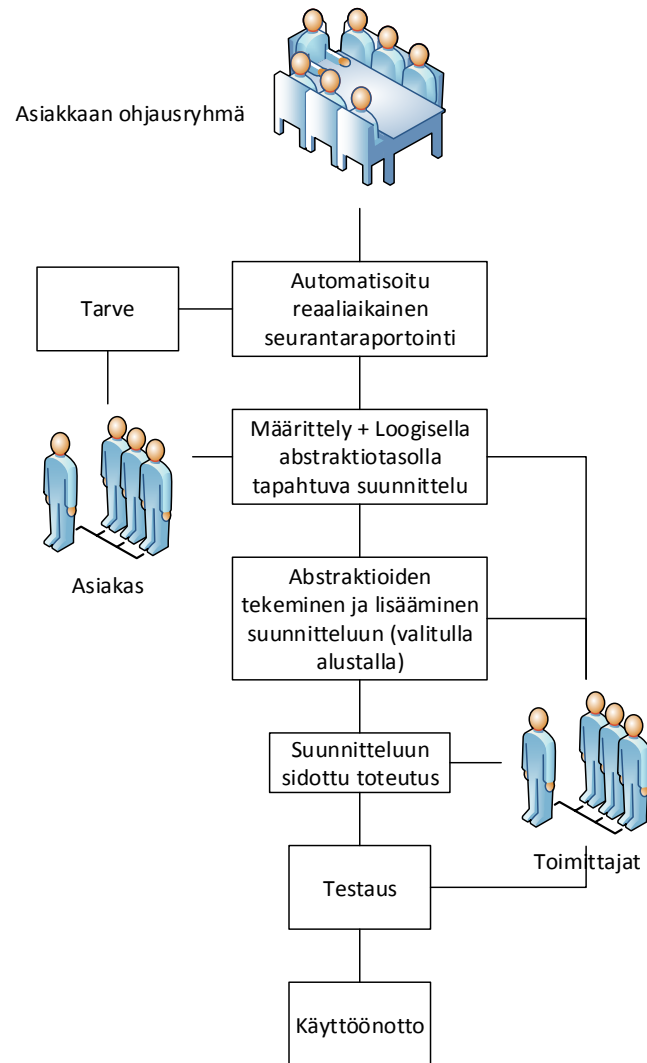 Asiakkaan ohjausryhmä
Tarve
Automatisoitu
reaaliaikainen
seurantaraportointi
Määrittely + Loogisella
abstraktiotasolla
tapahtuva suunnittelu
Asiakas
Abstraktioiden
tekeminen ja lisääminen
suunnitteluun (valitulla
alustalla)
Suunnitteluun
sidottu toteutus
Toimittajat
Testaus
Käyttöönotto